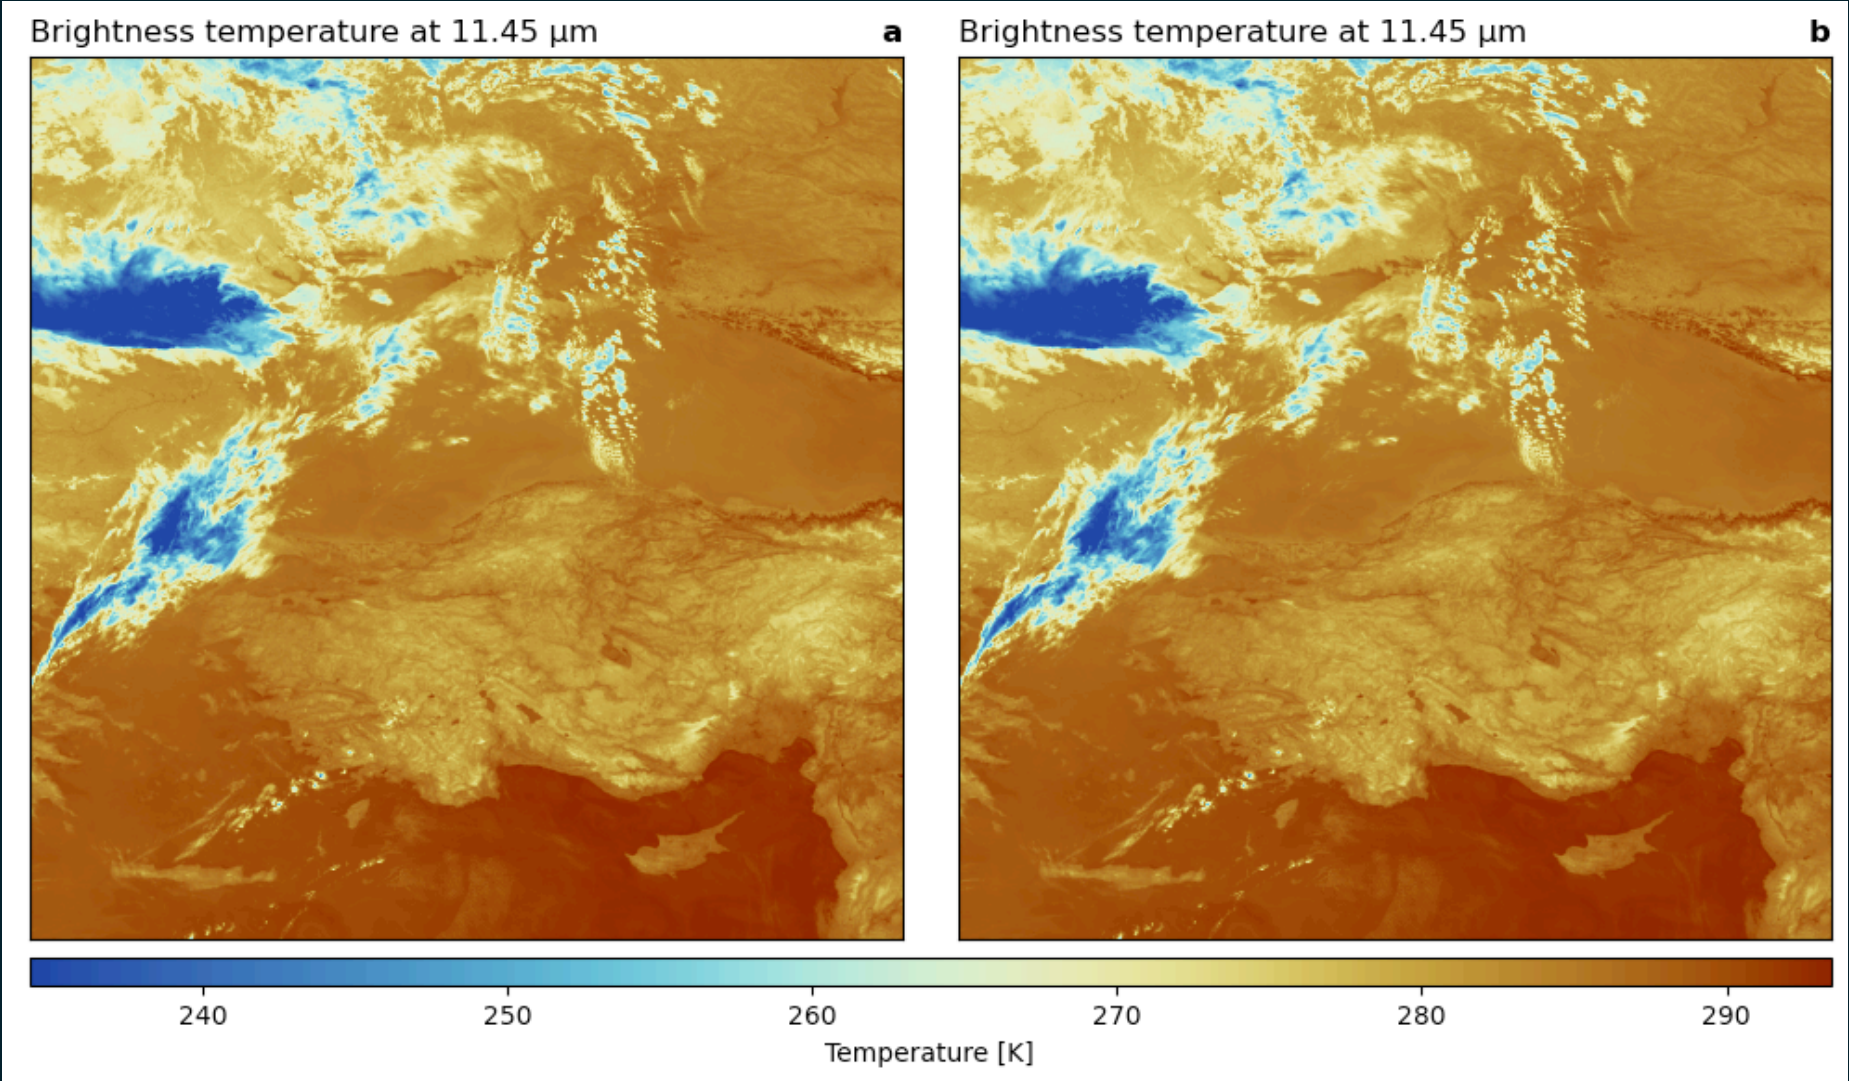 Brightness temperature at 11.45 µm a
Brightness temperature at 11.45 µm b
240 250 260 270 280 290
Temperature [K]